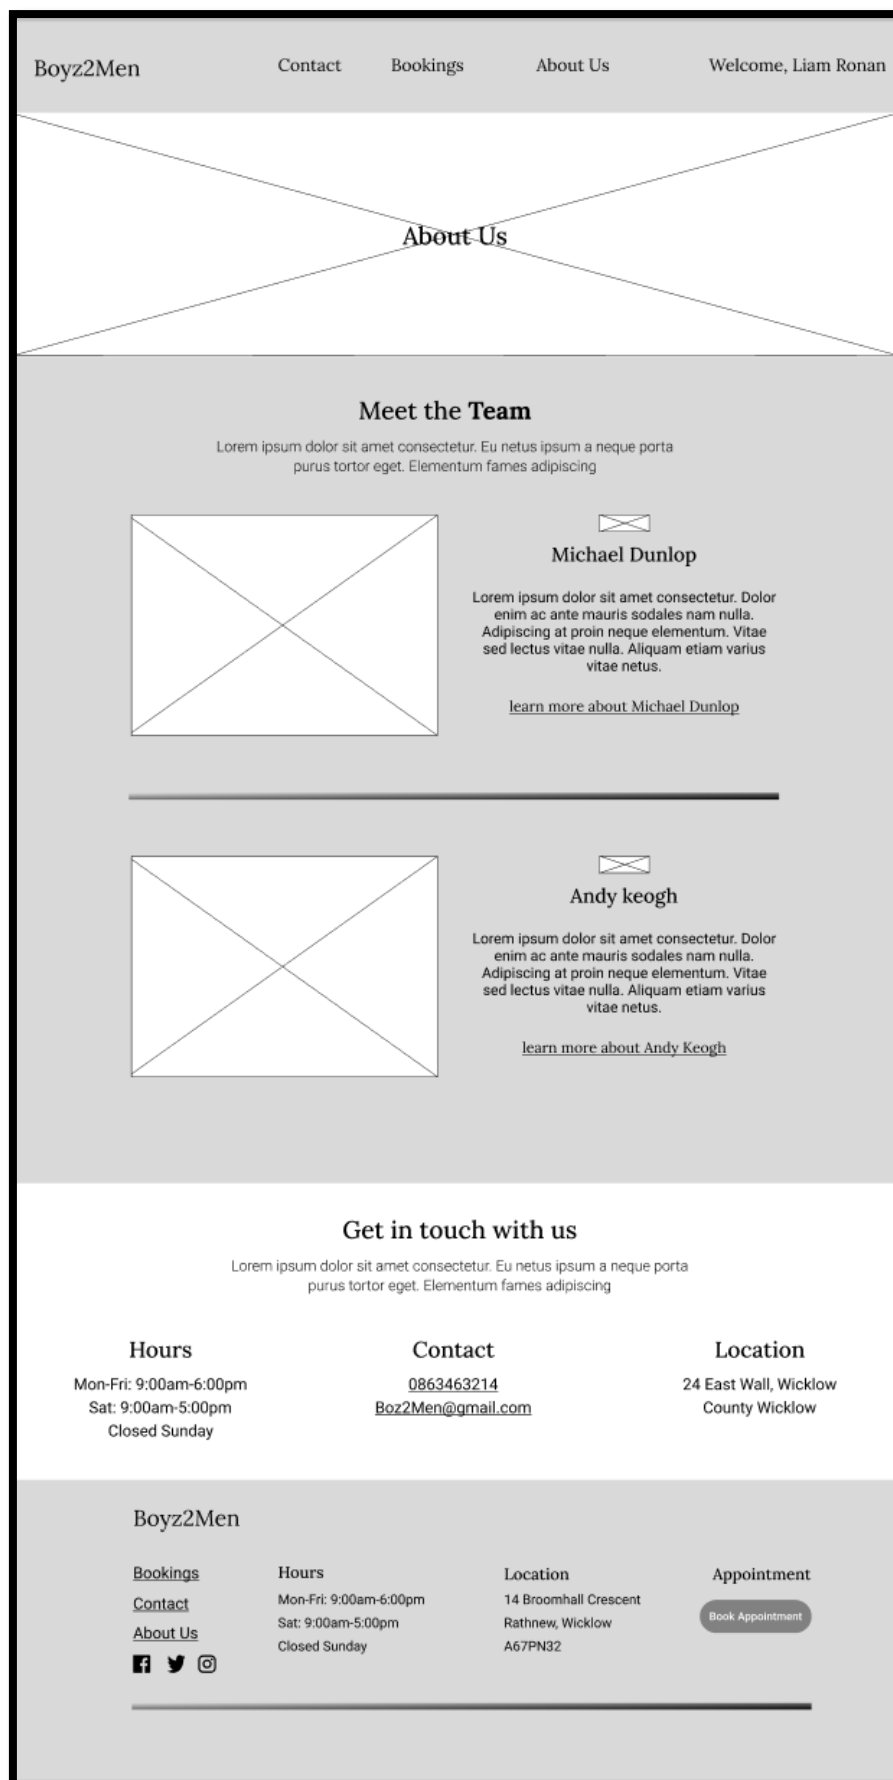 Boyz2Men
Contact
Bookings
About Us
Welcome, Liam Ronan
About Us
Meet the Team
Lorem ipsum dolor sit amet consectetur. Eu netus ipsum a neque porta
purus tortor eget. Elementum fames adipiscing
Michael Dunlop
Lorem ipsum dolor sit amet consectetur. Dolor
enim ac ante mauris sodales nam nulla.
Adipiscing at proin neque elementum. Vitae
sed lectus vitae nulla. Aliquam etiam varius
vitae netus.
learn more about Michael Dunlop
Andy keogh
Lorem ipsum dolor sit amet consectetur. Dolor
enim ac ante mauris sodales nam nulla.
Adipiscing at proin neque elementum. Vitae
sed lectus vitae nulla. Aliquam etiam varius
vitae netus.
learn more about Andy Keogh
Get in touch with us
Lorem ipsum dolor sit amet consectetur. Eu netus ipsum a neque porta
purus tortor eget. Elementum fames adipiscing
Hours
Mon-Fri: 9:00am-6:00pm
Sat: 9:00am-5:00pm
Closed Sunday
Contact
0863463214
Boz2Men@gmail.com
Location
24 East Wall, Wicklow
County Wicklow
Boyz2Men
Bookings
Contact
About Us
Hours
Mon-Fri: 9:00am-6:00pm
Sat: 9:00am-5:00pm
Closed Sunday
Location
14 Broomhall Crescent
Rathnew, Wicklow
A67PN32
Appointment
Book Appointment